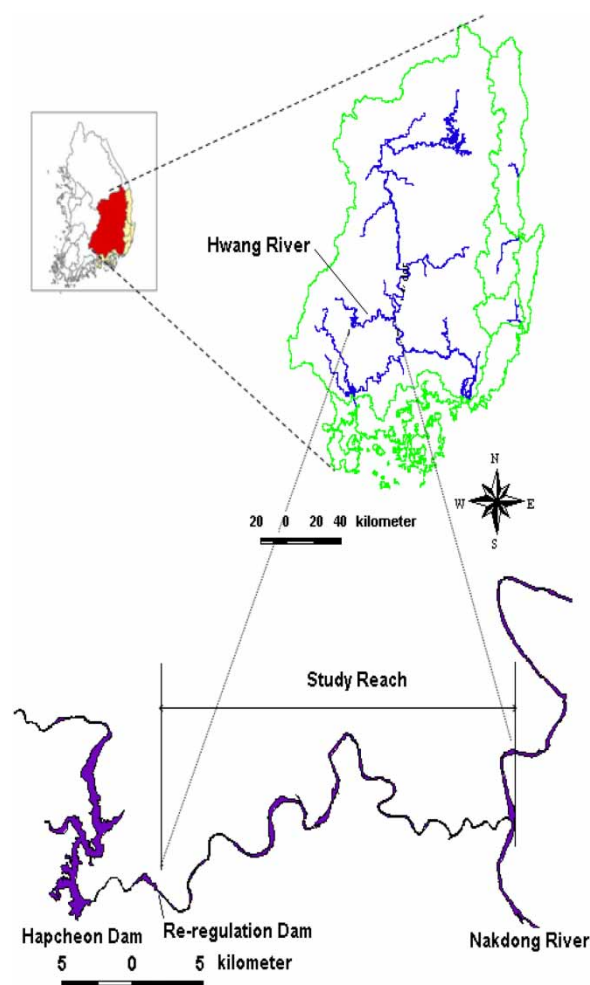 Hwang River
N
W E
S
20 0 20 40 kilometer
Study Reach
Re-regulation Dam
Hapcheon Dam
Nakdong River
5 0 5 kilometer